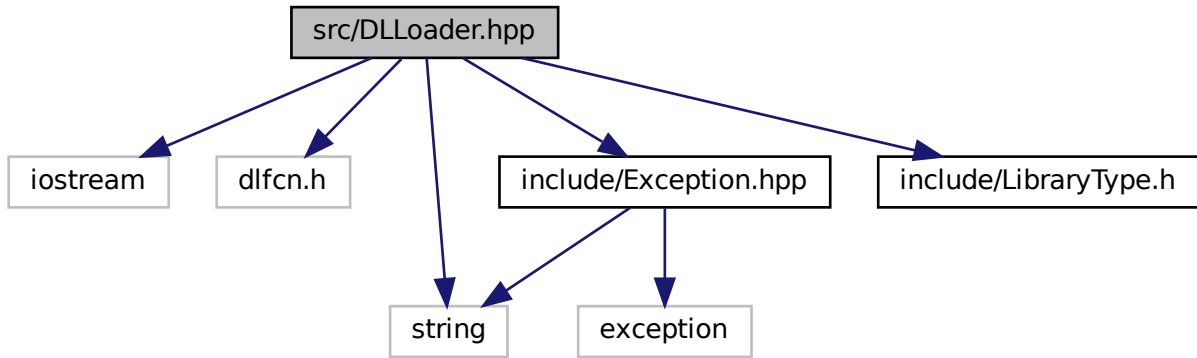 src/DLLoader.hpp
iostream
dlfcn.h
include/Exception.hpp
include/LibraryType.h
string
exception